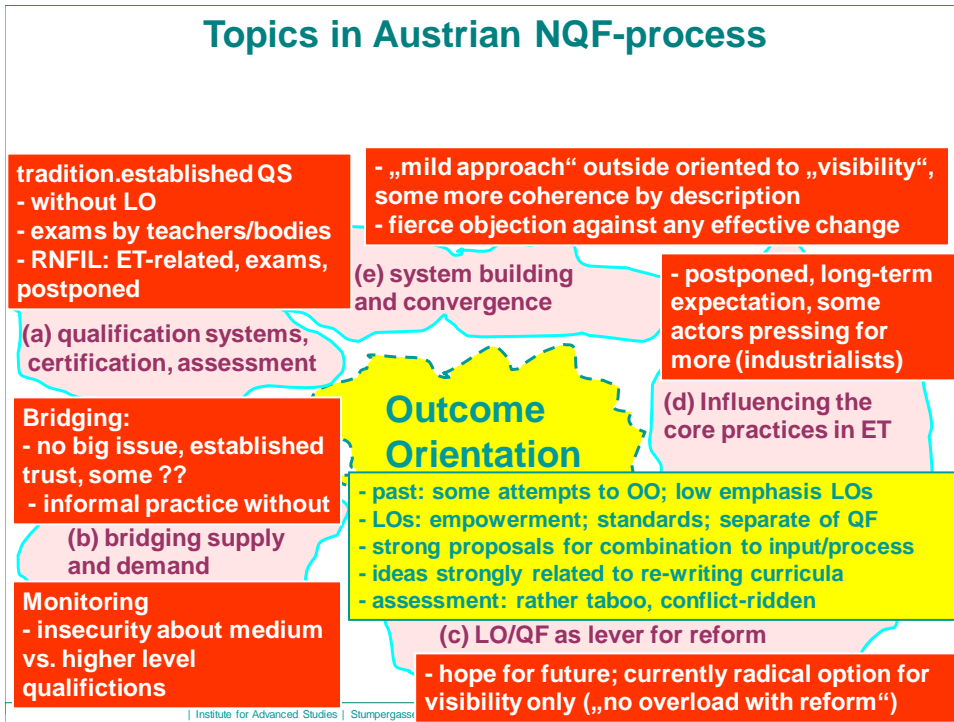 Topics in Austrian NQF-process
tradition.established QS
- without LO
- exams by teachers/bodies
- RNFIL: ET-related, exams,
postponed
- „mild approach“ outside oriented to „visibility“,
some more coherence by description
- fierce objection against any effective change
(e) system building
and convergence
- postponed, long-term
expectation, some
actors pressing for
more (industrialists)
(a) qualification systems,
certification, assessment
(d) Influencing the
core practices in ET
Outcome
Orientation
Bridging:
- no big issue, established
trust, some ??
- informal practice without
- past: some attempts to OO; low emphasis LOs
- LOs: empowerment; standards; separate of QF
- strong proposals for combination to input/process
- ideas strongly related to re-writing curricula
- assessment: rather taboo, conflict-ridden
(b) bridging supply
and demand
Monitoring
- insecurity about medium
vs. higher level
qualifictions
(c) LO/QF as lever for reform
- hope for future; currently radical option for
visibility only („no overload with reform“)
| Institute for Advanced Studies | Stumpergasse